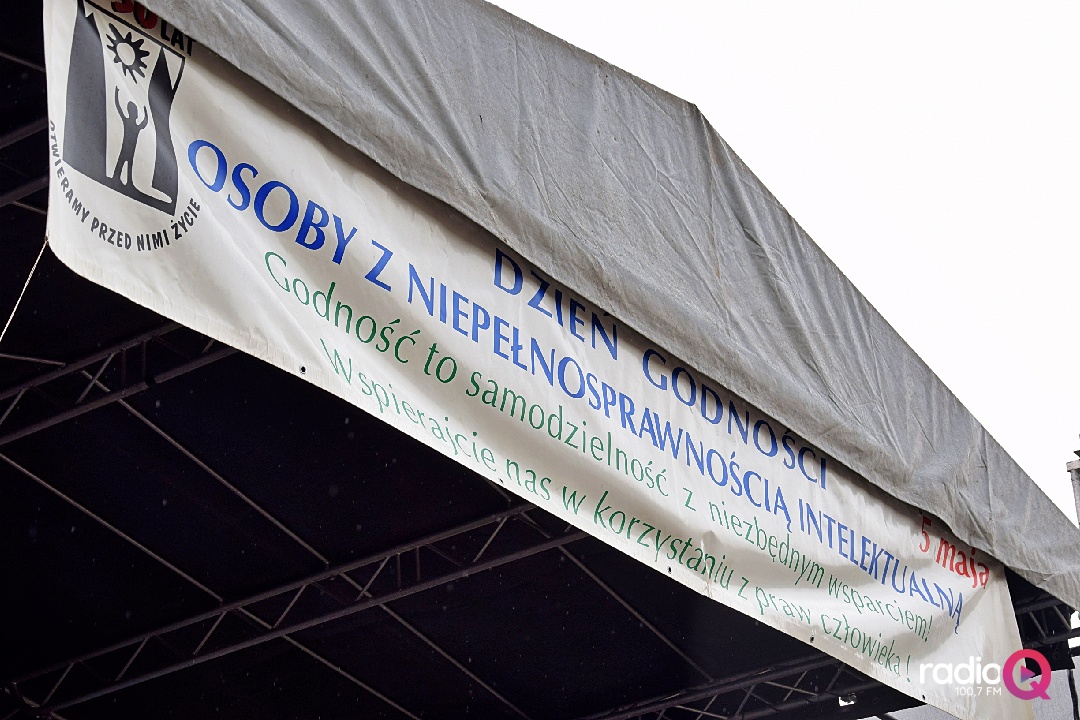 50 LAT
OTWIERAMY PRZED NIMI ŻYCIE
DZIEŃ GODNOŚCI
OSOBY Z NIEPEŁNOSPRAWNOŚCIĄ INTELEKTUALNĄ
5 maja
Godność to samodzielność z niezbędnym wsparciem!
Wspierajcie nas w korzystaniu z praw człowieka!
radio Q
100,7 FM